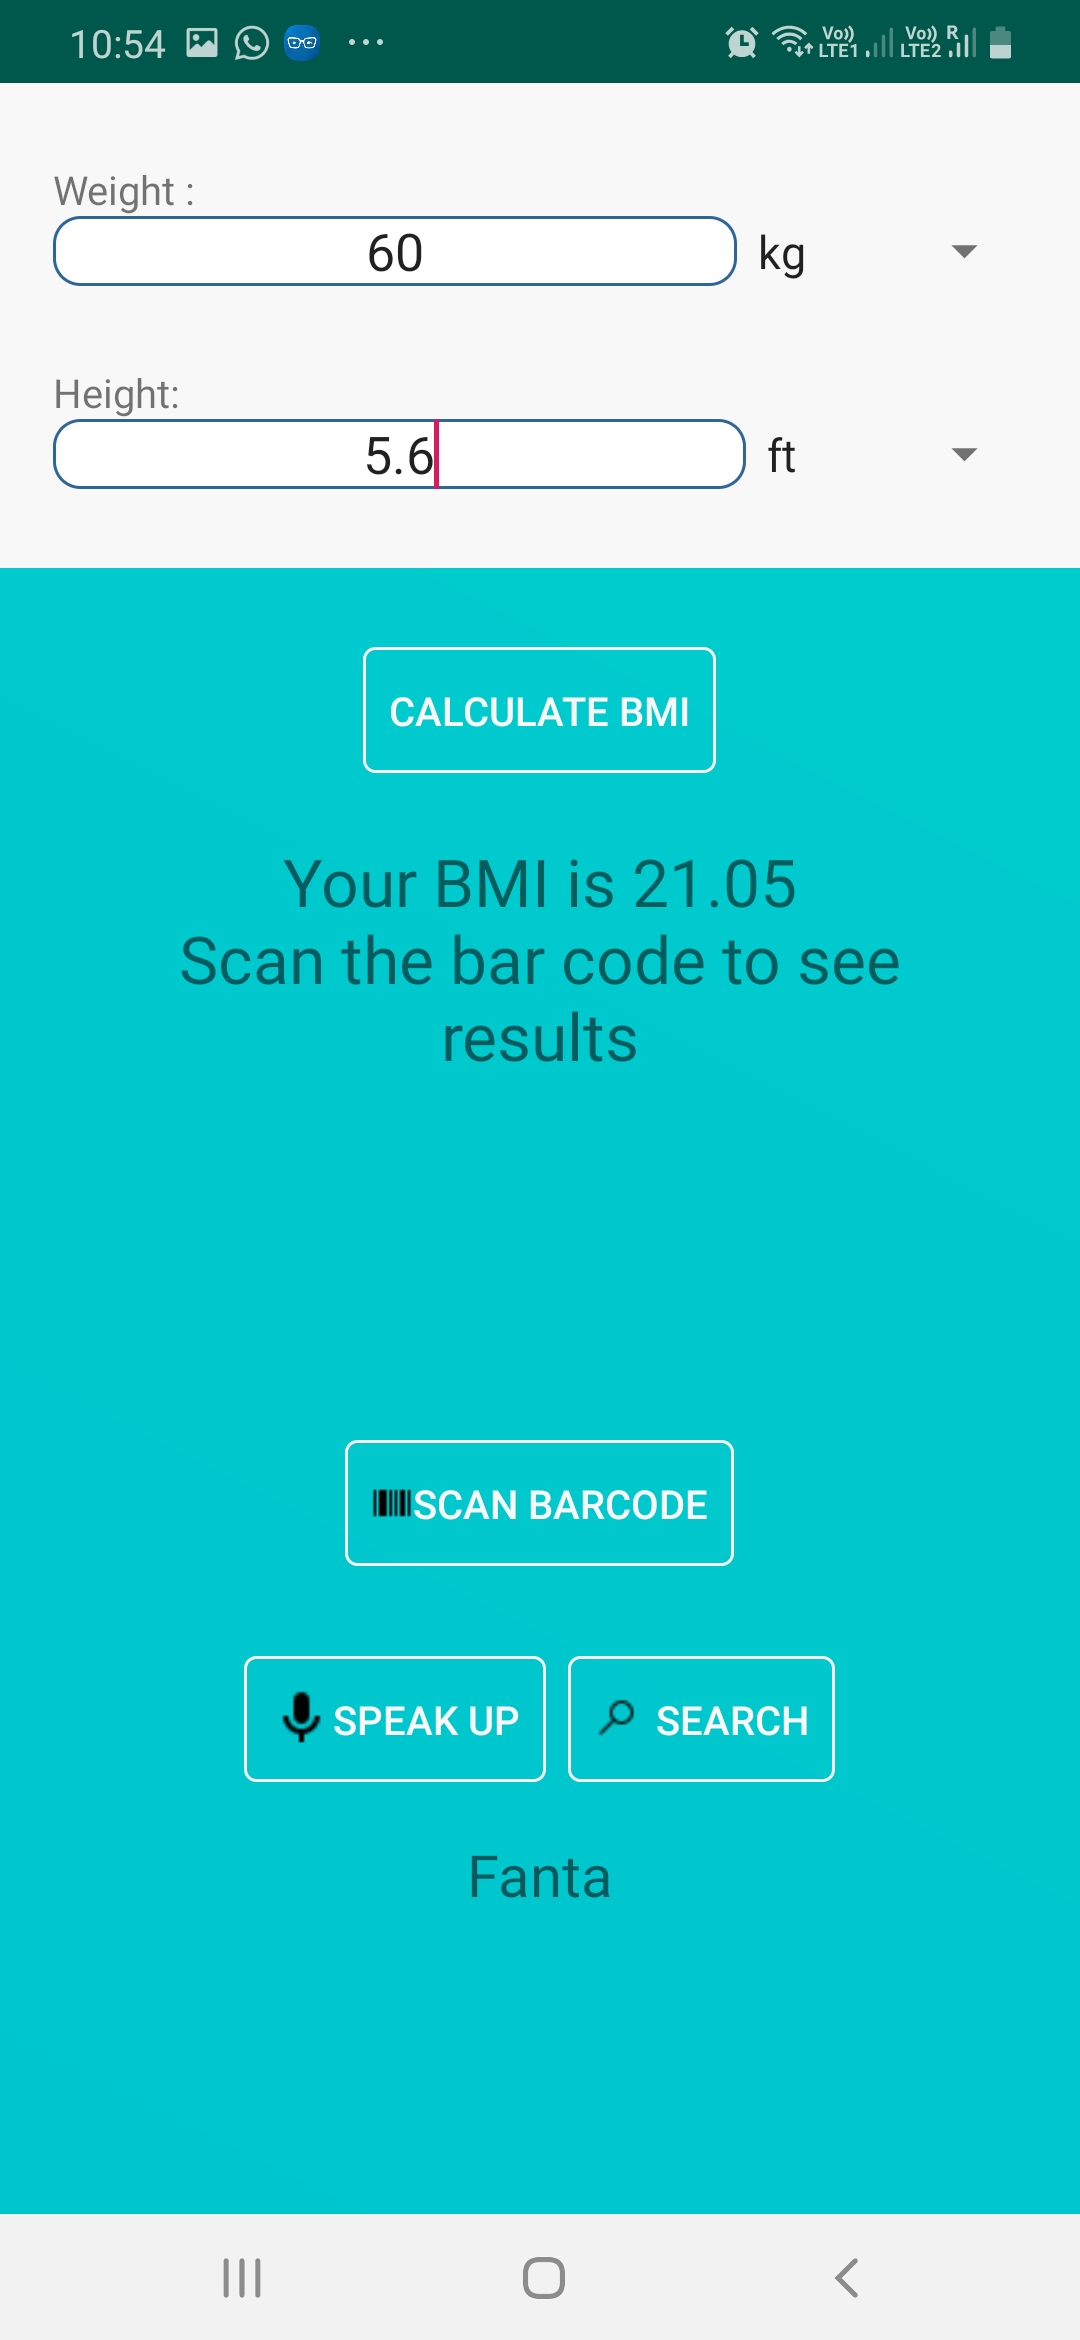 10:54
Vo)) LTE1 Vo)) LTE2 R
Weight :
60 kg
Height:
5.6 ft
CALCULATE BMI
Your BMI is 21.05
Scan the bar code to see
results
SCAN BARCODE
SPEAK UP SEARCH
Fanta